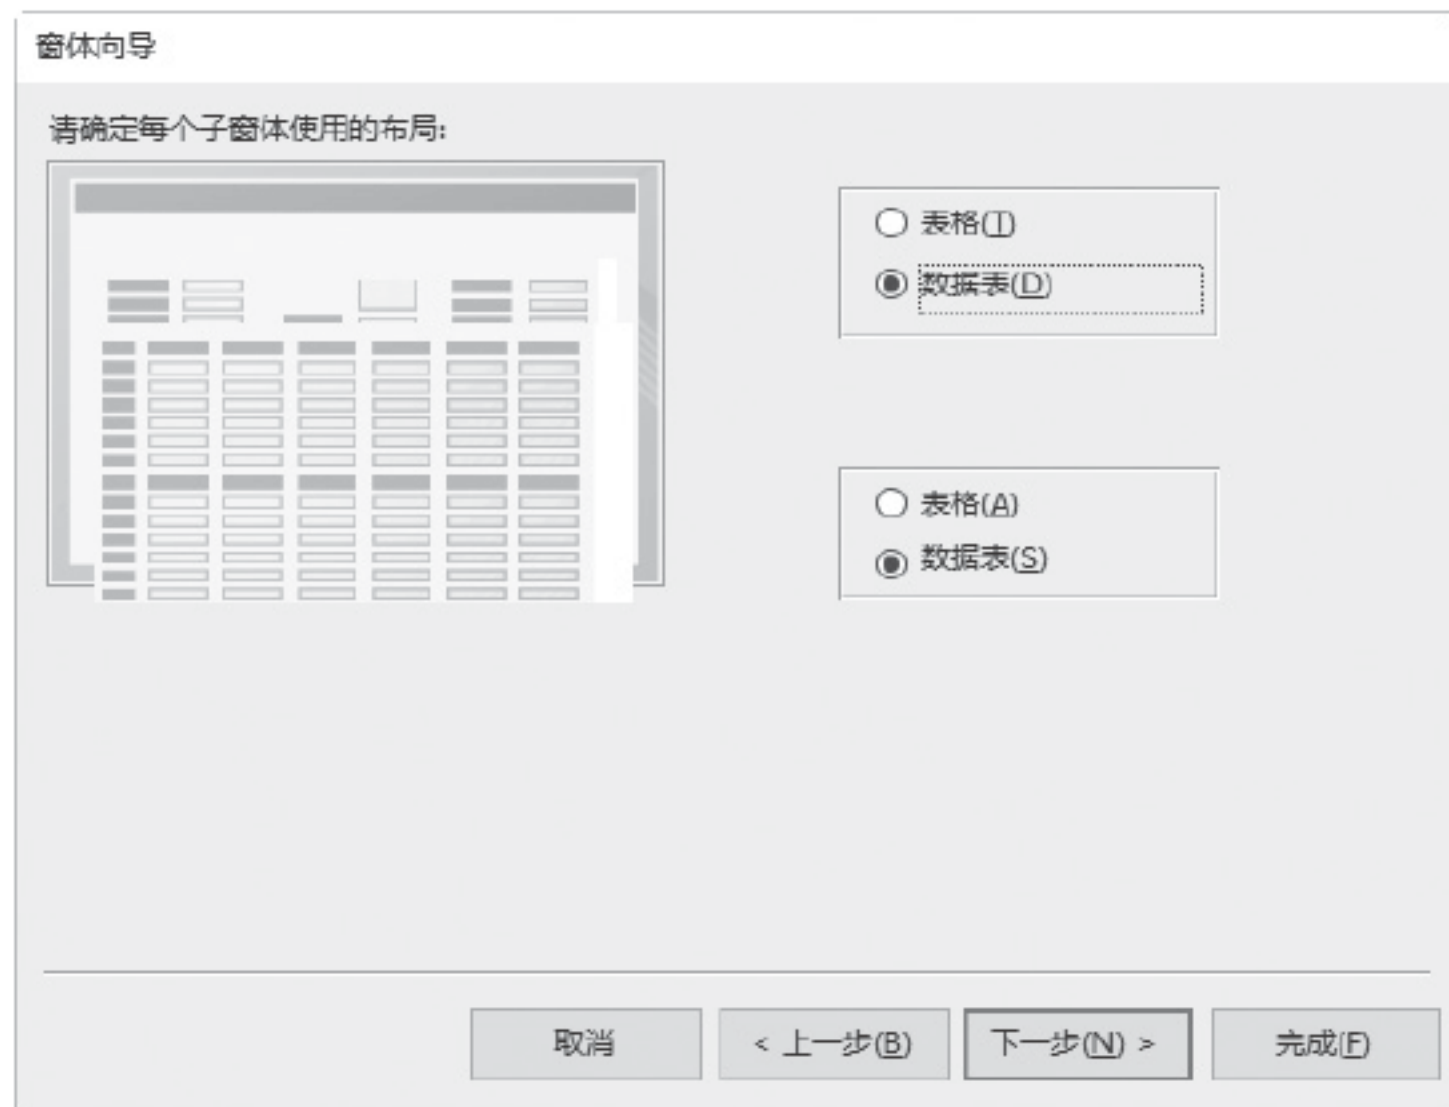 窗体向导
请确定每个子窗体使用的布局:
表格(T)
数据表(D)
表格(A)
数据表(S)
取消
< 上一步(B)
下一步(N) >
完成(F)